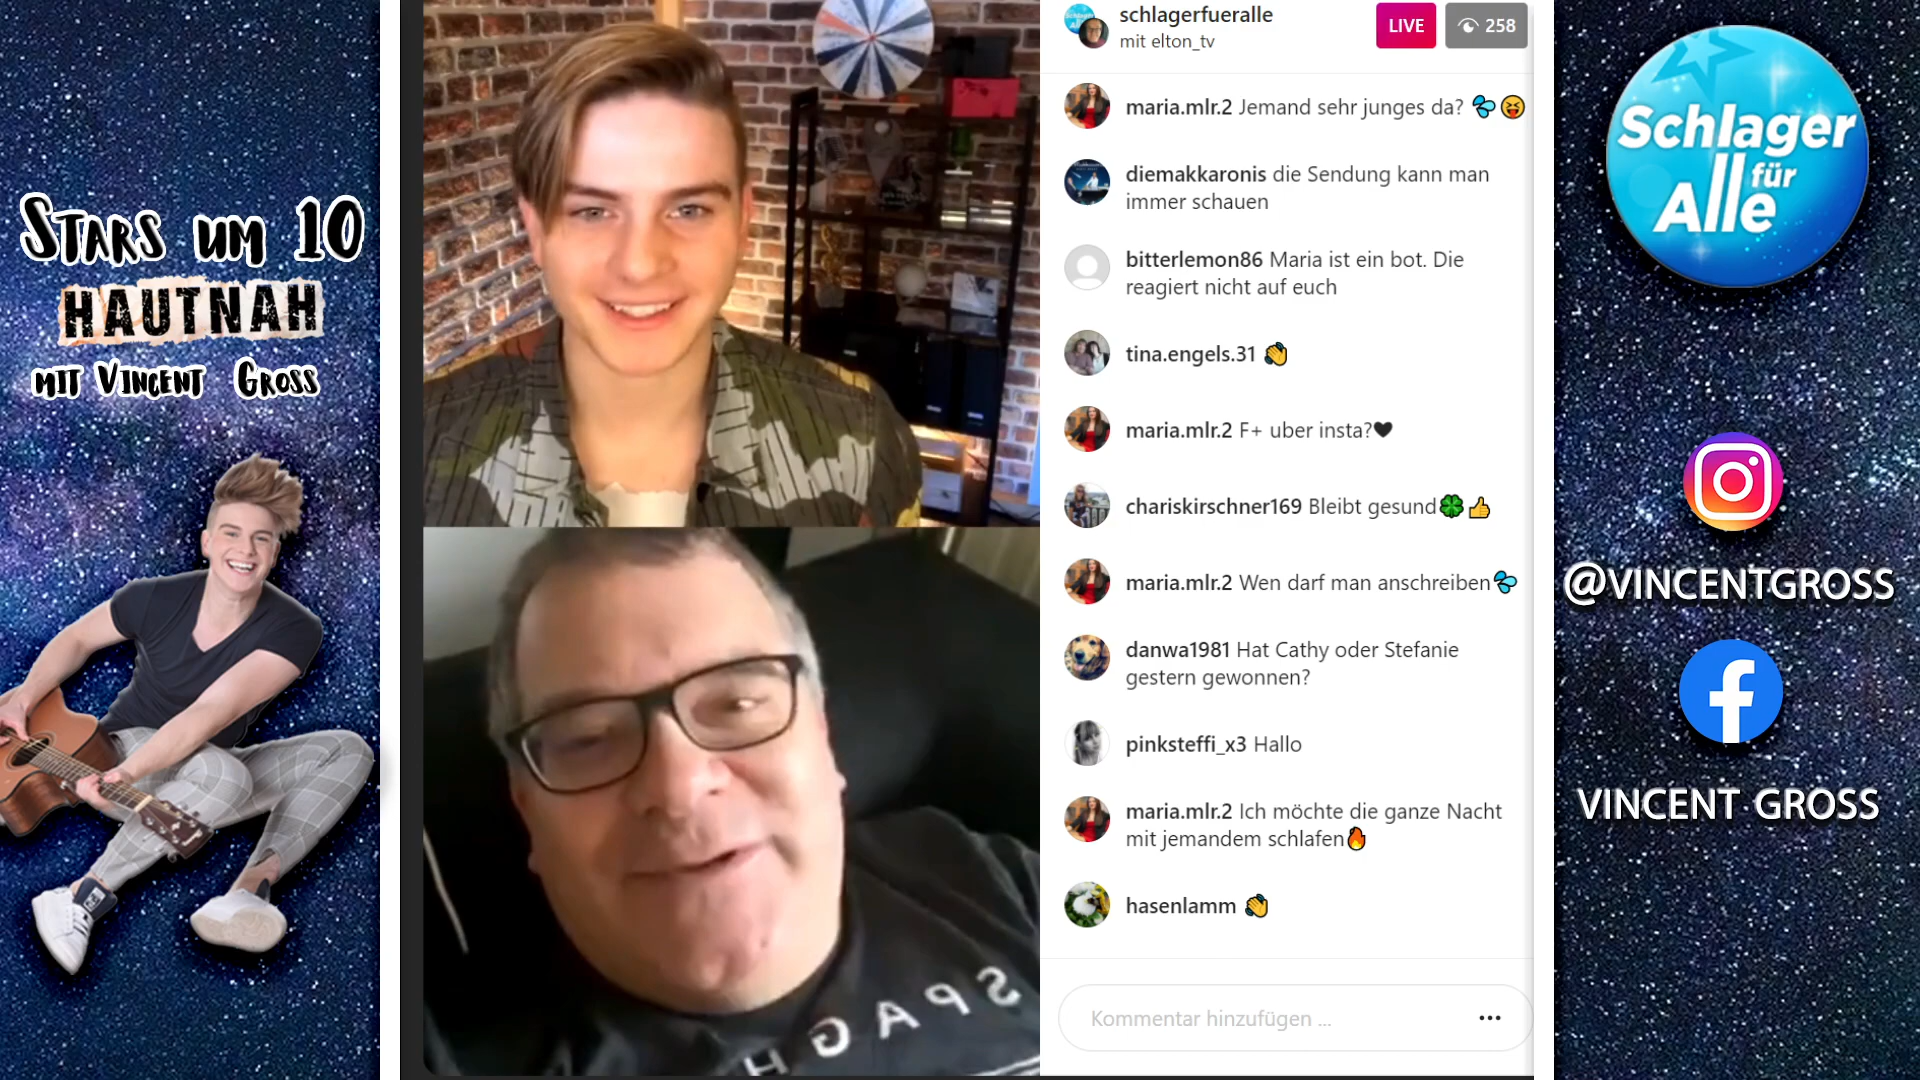 Stars um 10
HAUTNAH
mit Vincent Gross
schlagerfueralle
mit elton_tv
LIVE
258
maria.mlr.2 Jemand sehr junges da? 💦😝
diemakkaronis die Sendung kann man
immer schauen
bitterlemon86 Maria ist ein bot. Die
reagiert nicht auf euch
tina.engels.31 👏
maria.mlr.2 F+ uber insta?🖤
chariskirschner169 Bleibt gesund🍀👍
maria.mlr.2 Wen darf man anschreiben💦
danwa1981 Hat Cathy oder Stefanie
gestern gewonnen?
pinksteffi_x3 Hallo
maria.mlr.2 Ich möchte die ganze Nacht
mit jemandem schlafen🔥
hasenlamm 👏
Kommentar hinzufügen ...
SPAGH
Schlager
für
Alle
@VINCENTGROSS
VINCENT GROSS